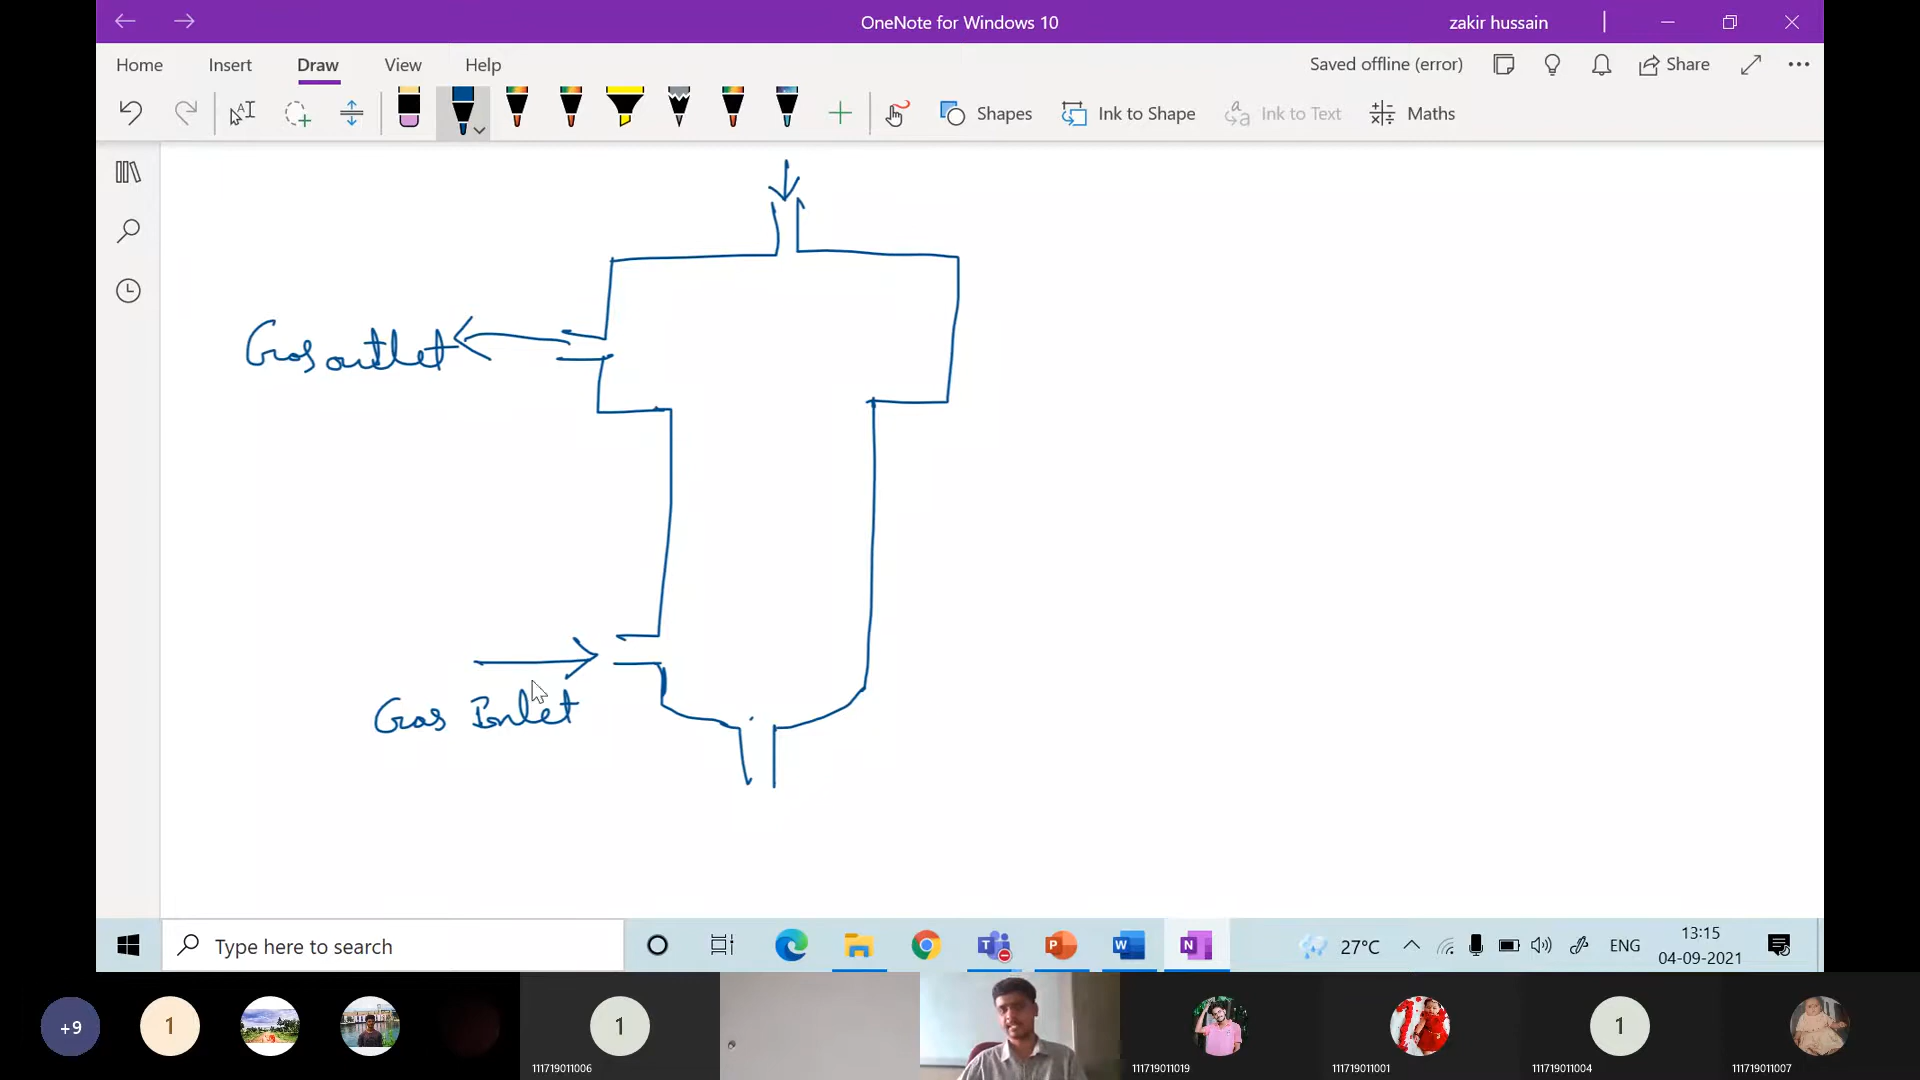 OneNote for Windows 10
zakir hussain
Home Insert Draw View Help
Saved offline (error) Share
Shapes Ink to Shape Ink to Text Maths
Gas outlet
Gas Inlet
Type here to search
27°C ENG 13:15
04-09-2021
+9 1 1 1
111719011006 111719011019 111719011001 111719011004 111719011007